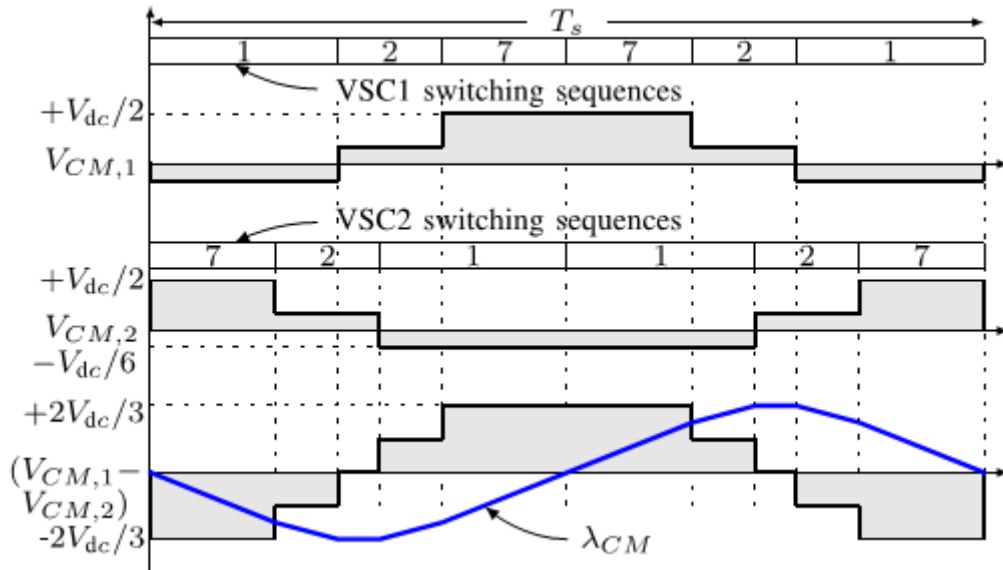 T_s
1 2 7 7 2 1
VSC1 switching sequences
+V_dc/2
V_CM,1
VSC2 switching sequences
7 2 1 1 2 7
+V_dc/2
V_CM,2
−V_dc/6
+2V_dc/3
(V_CM,1−
V_CM,2)
-2V_dc/3
λ_CM